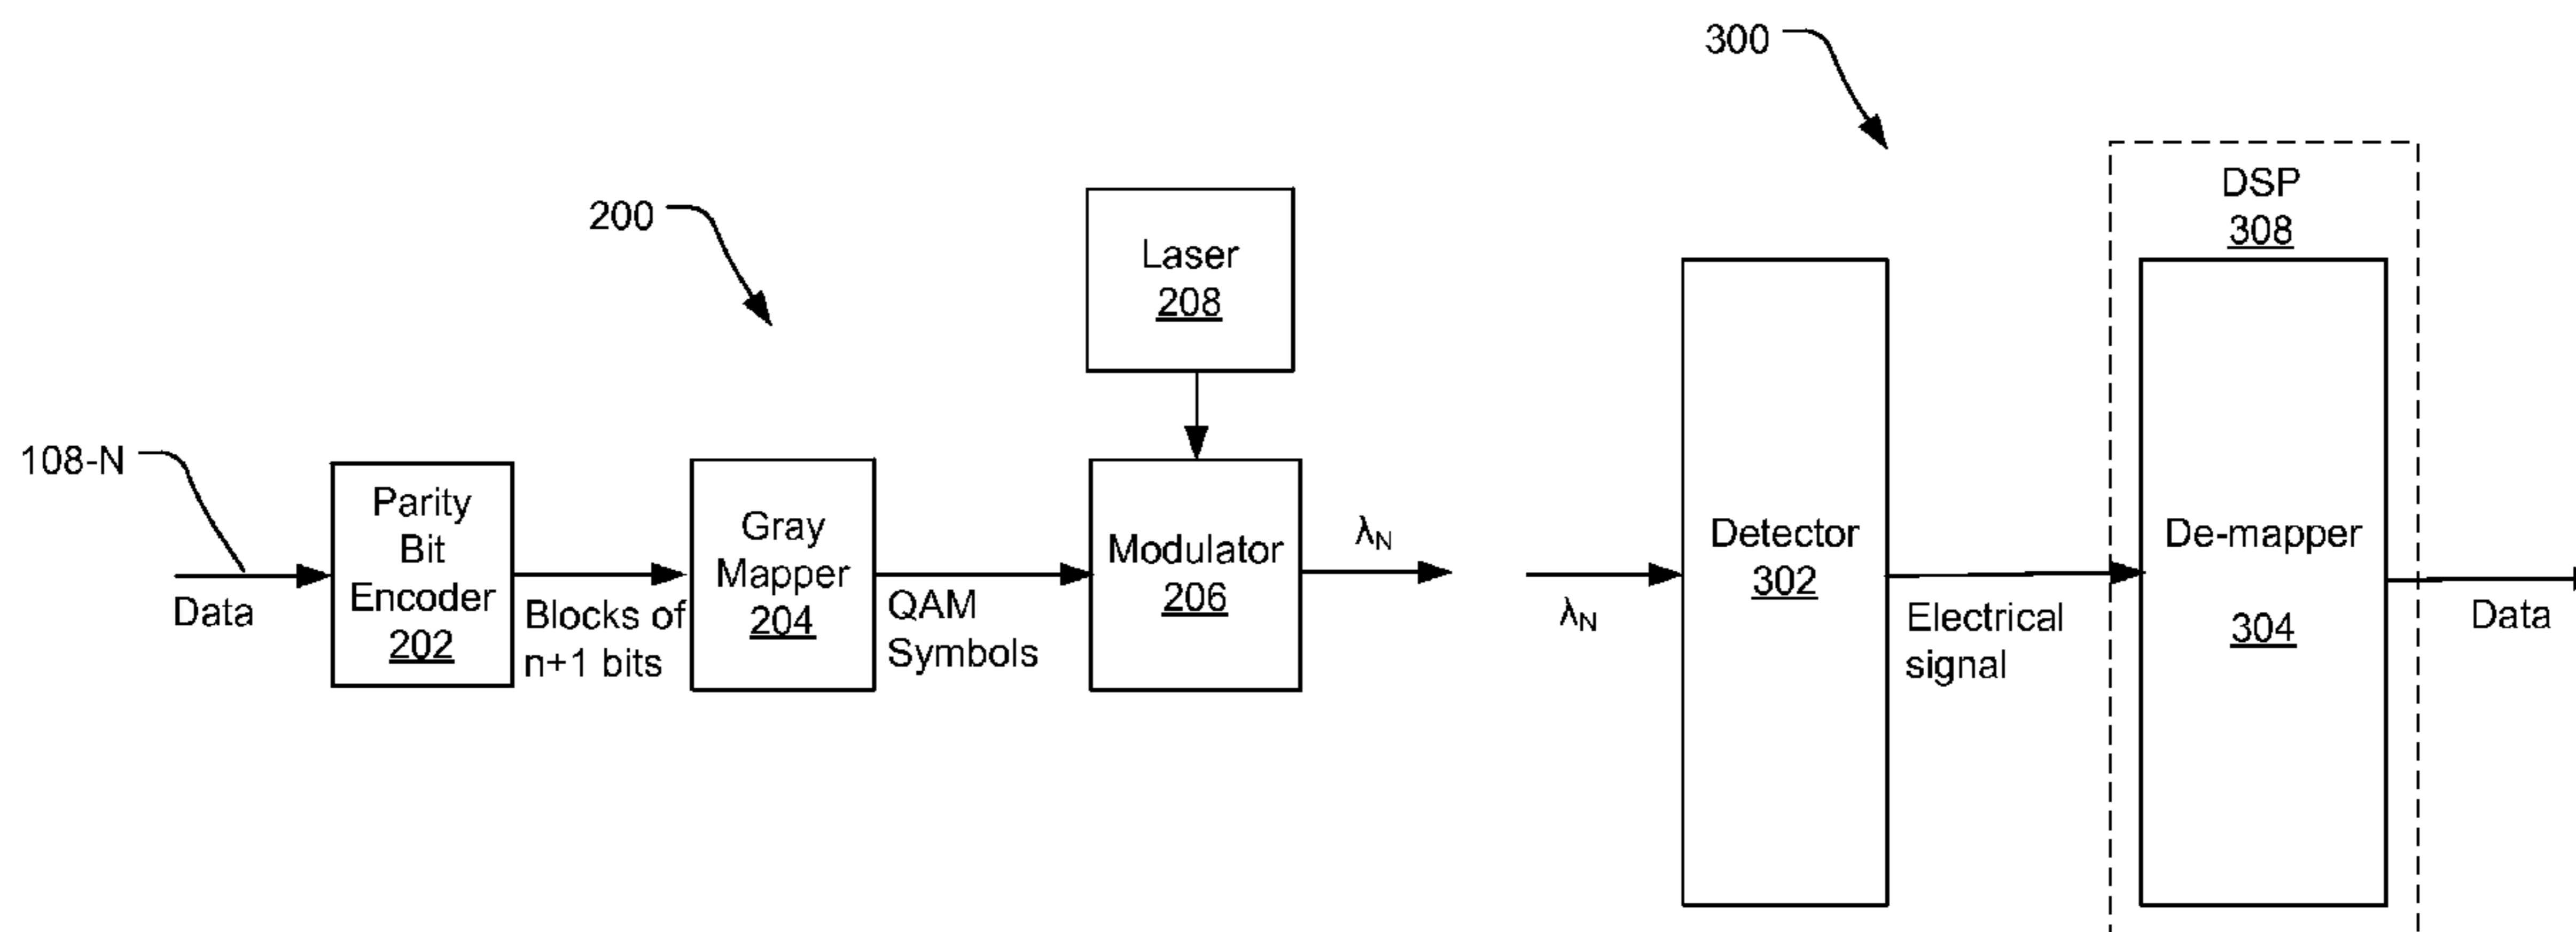 300
DSP
308
200
Laser
208
108-N
Parity
Bit
Encoder
202
Data
Blocks of
n+1 bits
Gray
Mapper
204
QAM
Symbols
Modulator
206
λN
λN
Detector
302
Electrical
signal
De-mapper
304
Data